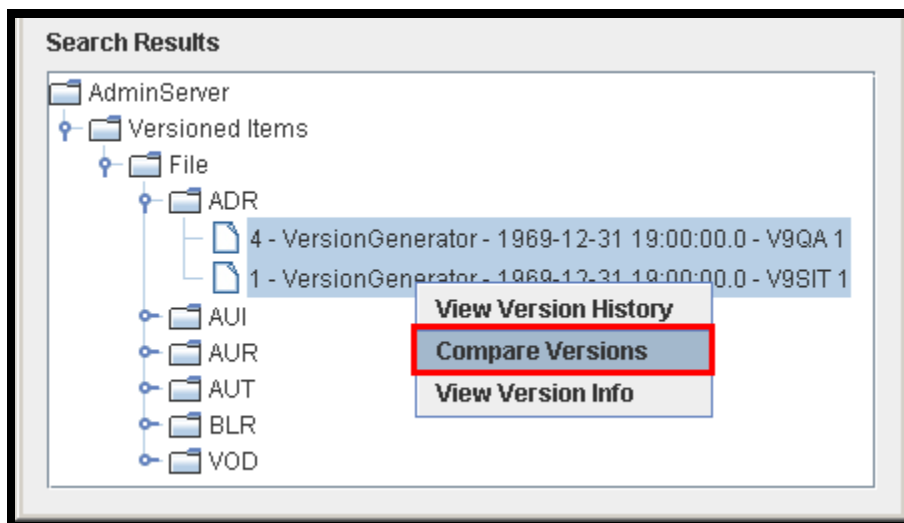 Search Results
AdminServer
Versioned Items
File
ADR
4 - VersionGenerator - 1969-12-31 19:00:00.0 - V9QA 1
1 - VersionGenerator - 1969-12-31 19:00:00.0 - V9SIT 1
View Version History
AUI
Compare Versions
AUR
View Version Info
AUT
BLR
VOD